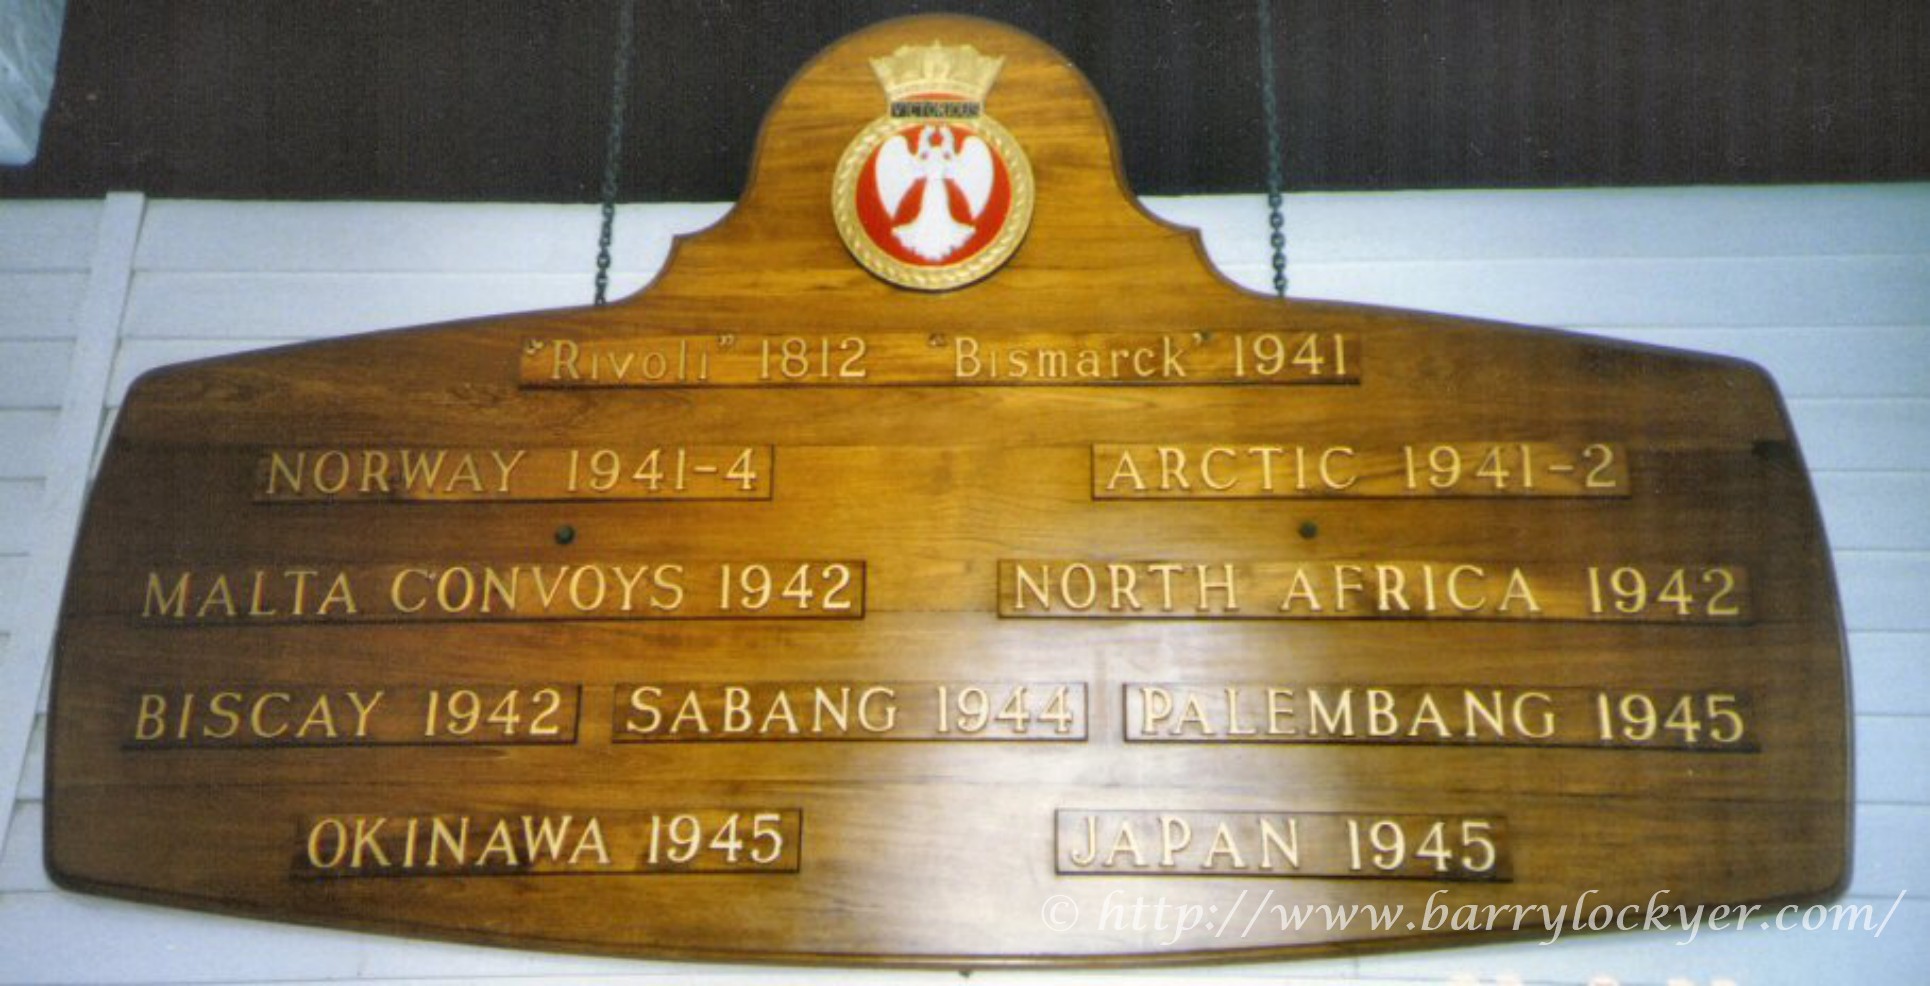 VICTORIOUS
"Rivoli" 1812 "Bismarck" 1941
NORWAY 1941-4 ARCTIC 1941-2
MALTA CONVOYS 1942 NORTH AFRICA 1942
BISCAY 1942 SABANG 1944 PALEMBANG 1945
OKINAWA 1945 JAPAN 1945
© http://www.barrylockyer.com/